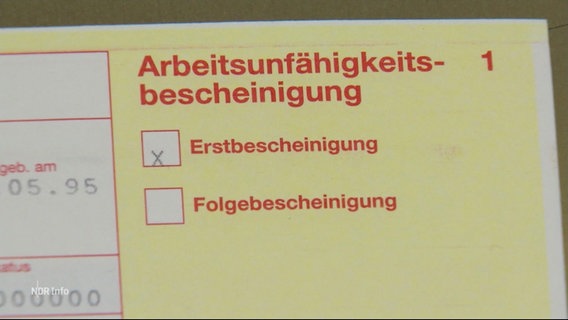 Arbeitsunfähigkeits- 1
bescheinigung
x Erstbescheinigung
geb. am
05.95
Folgebescheinigung
NDR Info
000000